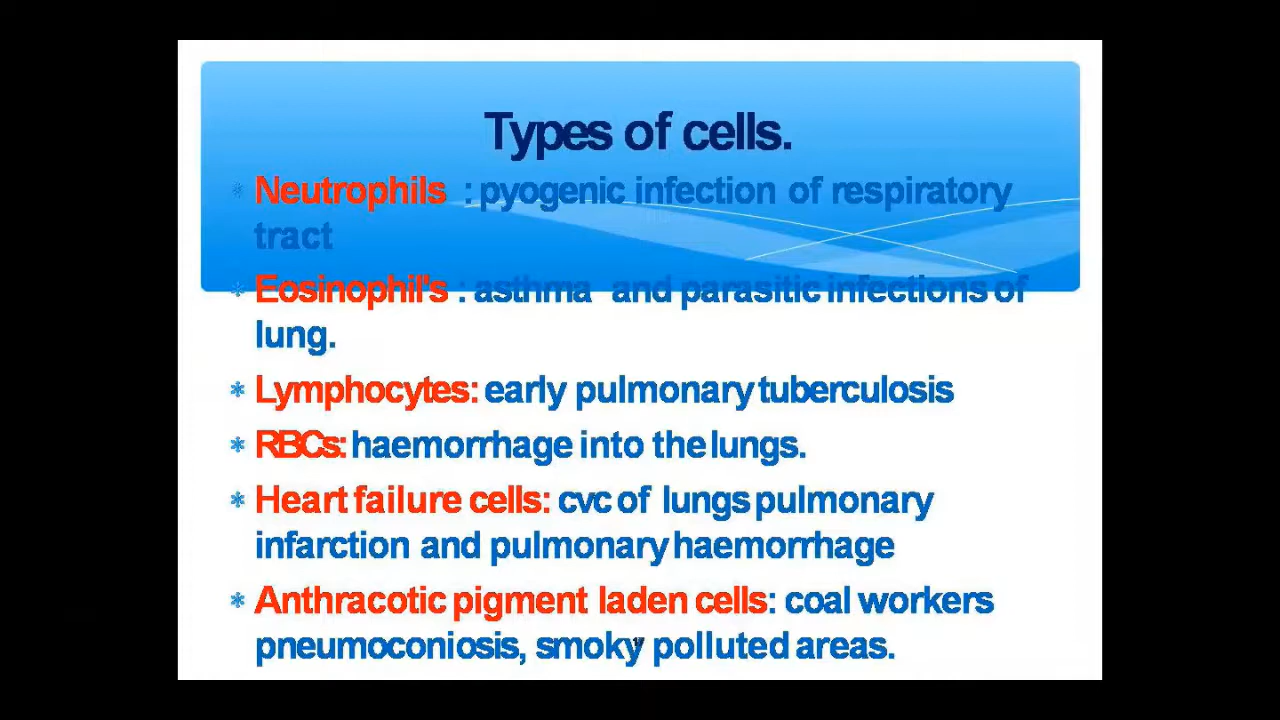 Types of cells.
* Neutrophils : pyogenic infection of respiratory
tract
* Eosinophil's : asthma and parasitic infections of
lung.
* Lymphocytes: early pulmonary tuberculosis
* RBCs: haemorrhage into the lungs.
* Heart failure cells: cvc of lungs pulmonary
infarction and pulmonary haemorrhage
* Anthracotic pigment laden cells: coal workers
pneumoconiosis, smoky polluted areas.